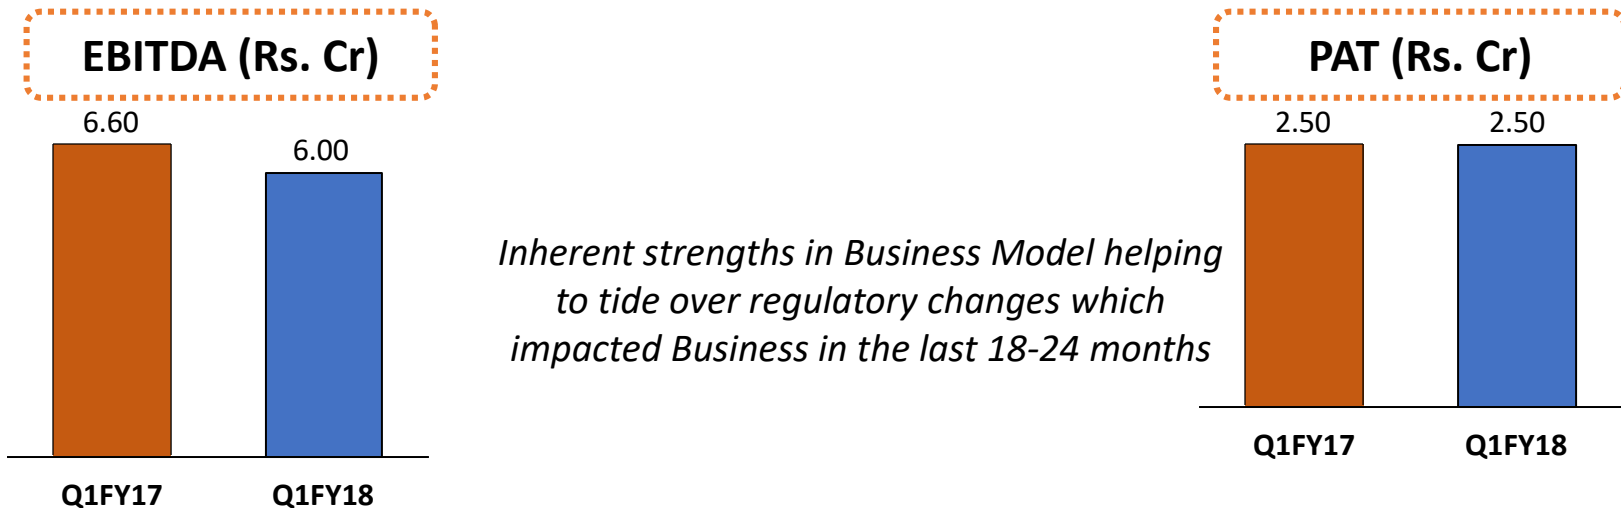 EBITDA (Rs. Cr)
6.60
6.00
Q1FY17
Q1FY18
Inherent strengths in Business Model helping
to tide over regulatory changes which
impacted Business in the last 18-24 months
PAT (Rs. Cr)
2.50
2.50
Q1FY17
Q1FY18